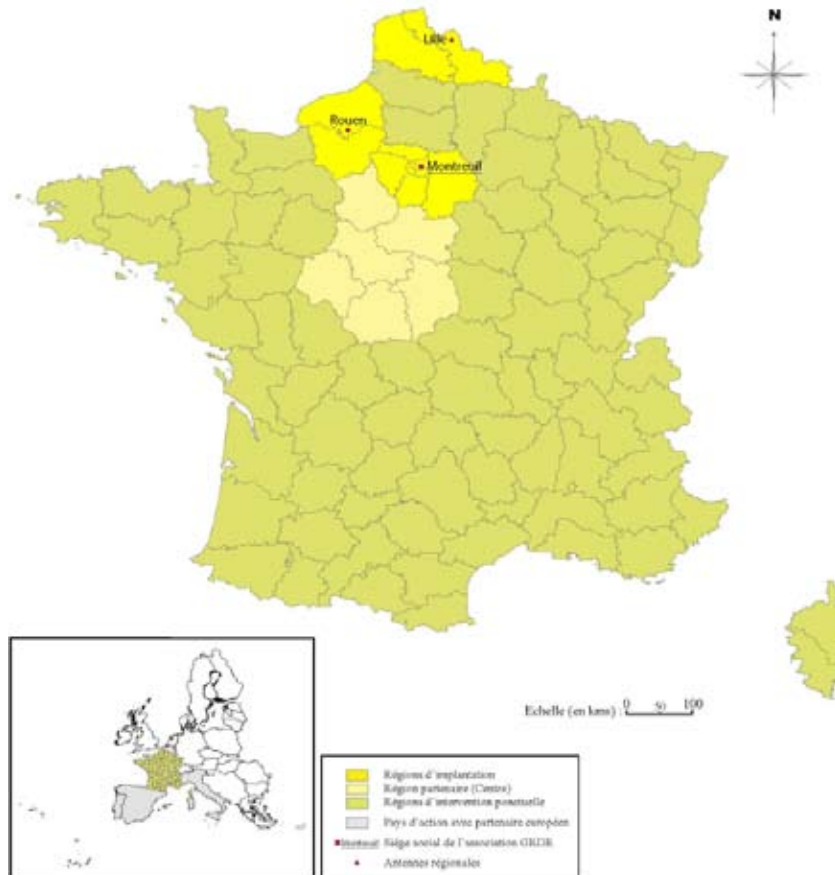 N
Lille
Rouen
Montreuil
Echelle (en kms) : 0 50 100
Régions d'implantation
Région partenaire (Centre)
Régions d'intervention ponctuelle
Pays d'action avec partenaire européen
Montreuil Siège social de l'association GRDR
Antennes régionales